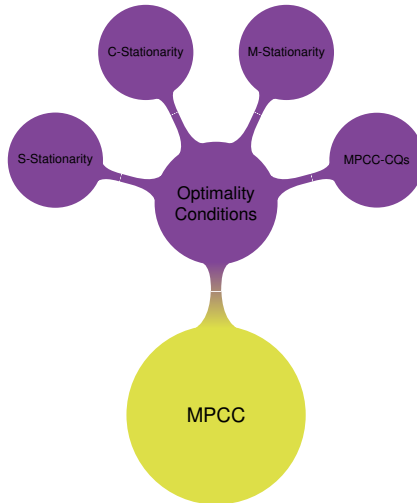 C-Stationarity
M-Stationarity
S-Stationarity
MPCC-CQs
Optimality
Conditions
MPCC